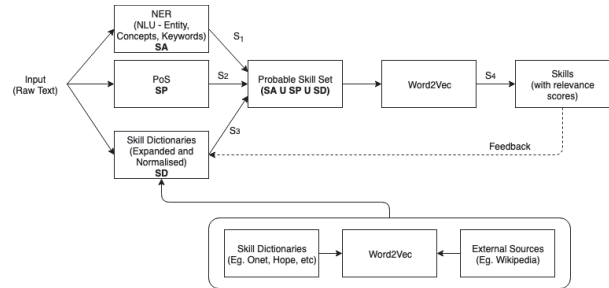 NER
(NLU - Entity,
Concepts, Keywords)
SA
S1
Input
(Raw Text)
PoS
SP
S2
Probable Skill Set
(SA U SP U SD)
Word2Vec
S4
Skills
(with relevance
scores)
S3
Skill Dictionaries
(Expanded and
Normalised)
SD
Feedback
Skill Dictionaries
(Eg. Onet, Hope, etc)
Word2Vec
External Sources
(Eg. Wikipedia)